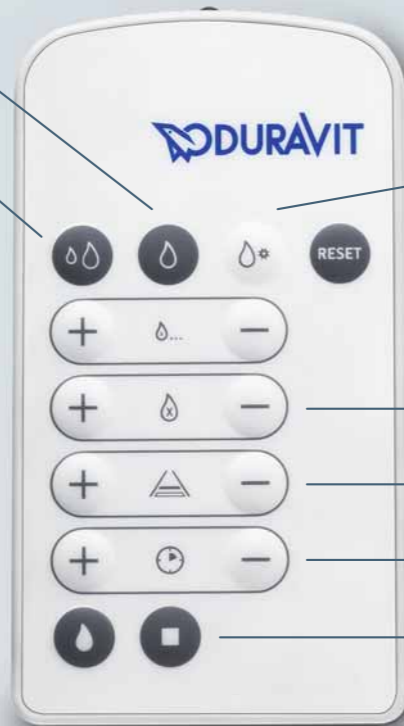 DURAVIT
RESET
+ ... −
+ x −
+ −
+ −